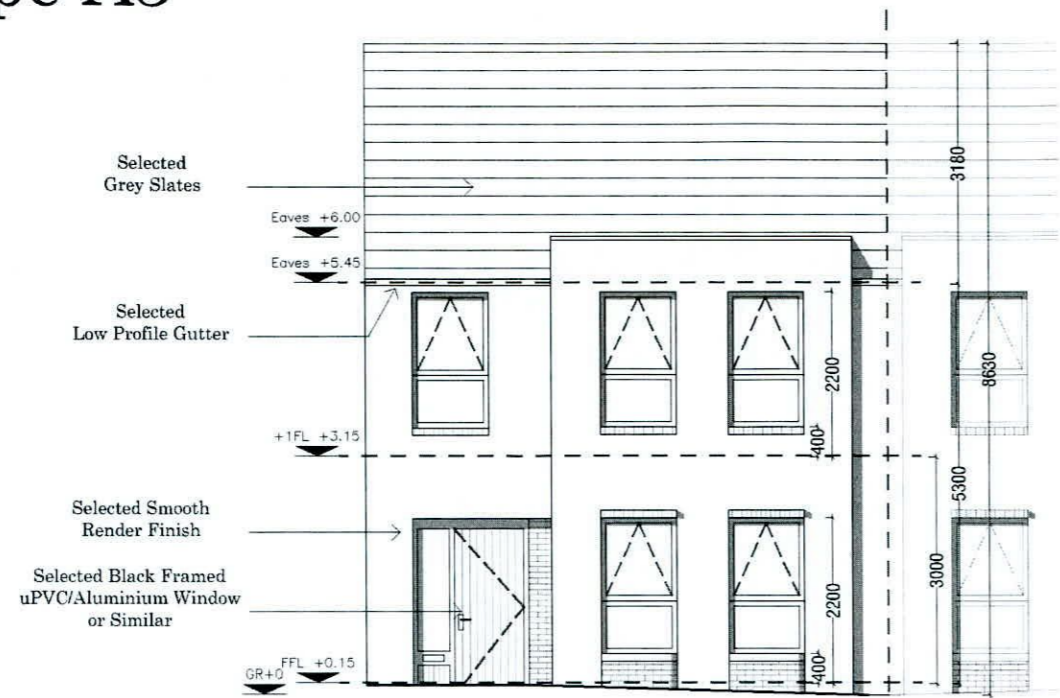 Selected
Grey Slates
Eaves +6.00
Eaves +5.45
Selected
Low Profile Gutter
+1FL +3.15
Selected Smooth
Render Finish
Selected Black Framed
uPVC/Aluminium Window
or Similar
FFL +0.15
GR+0
2200
400
2200
400
3180
8630
5300
3000